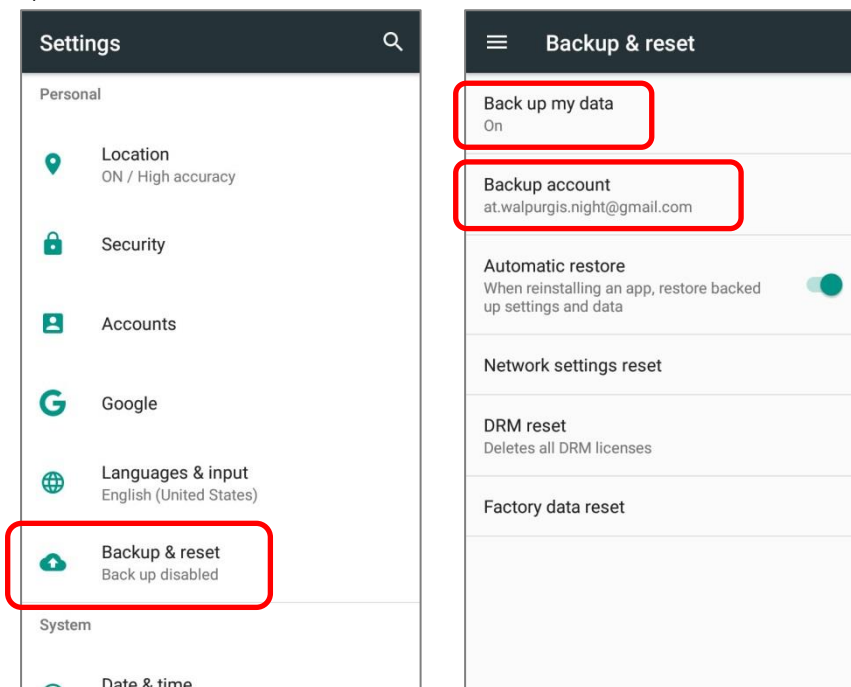 Settings
Personal
Location
ON / High accuracy
Security
Accounts
Google
Languages & input
English (United States)
Backup & reset
Back up disabled
System
Date & time
Backup & reset
Back up my data
On
Backup account
at.walpurgis.night@gmail.com
Automatic restore
When reinstalling an app, restore backed
up settings and data
Network settings reset
DRM reset
Deletes all DRM licenses
Factory data reset